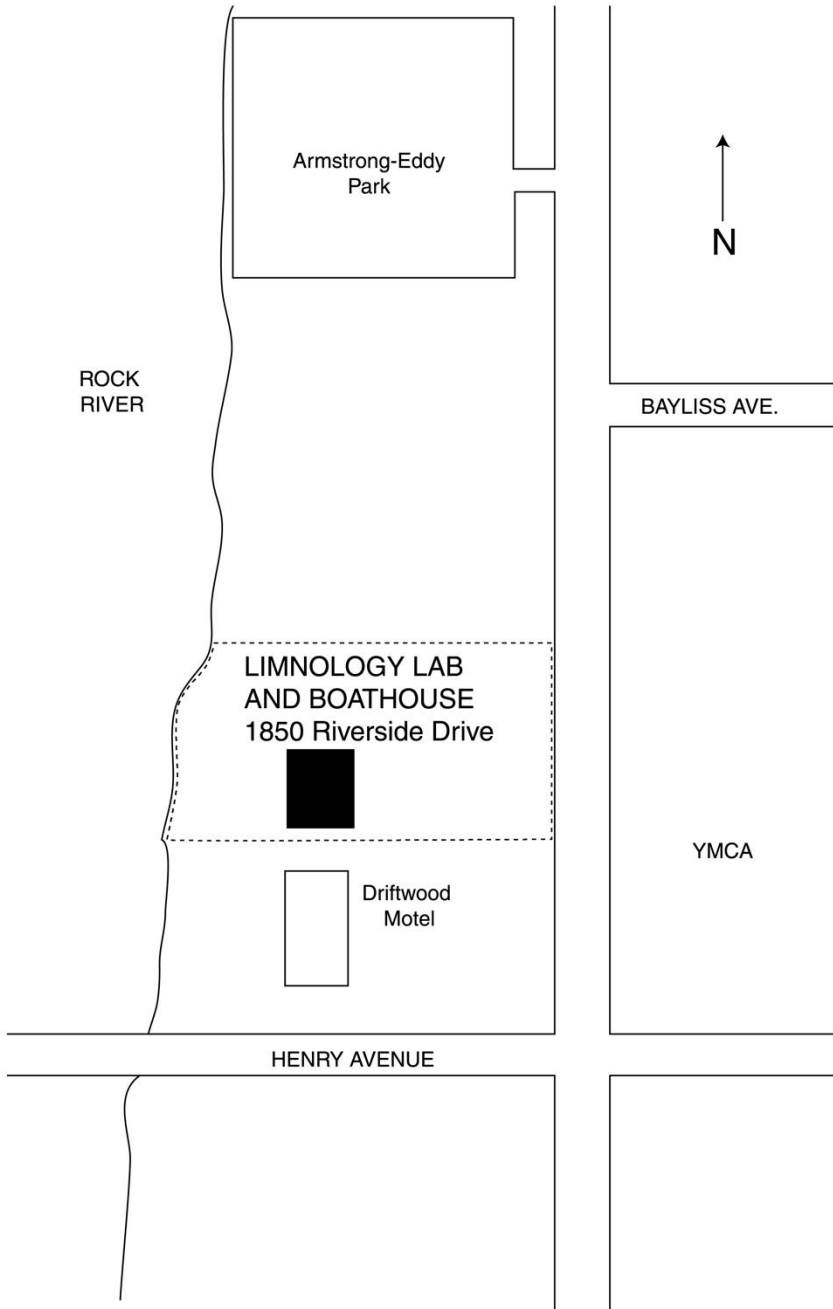 Armstrong-Eddy
Park
N
ROCK
RIVER
BAYLISS AVE.
LIMNOLOGY LAB
AND BOATHOUSE
1850 Riverside Drive
YMCA
Driftwood
Motel
HENRY AVENUE